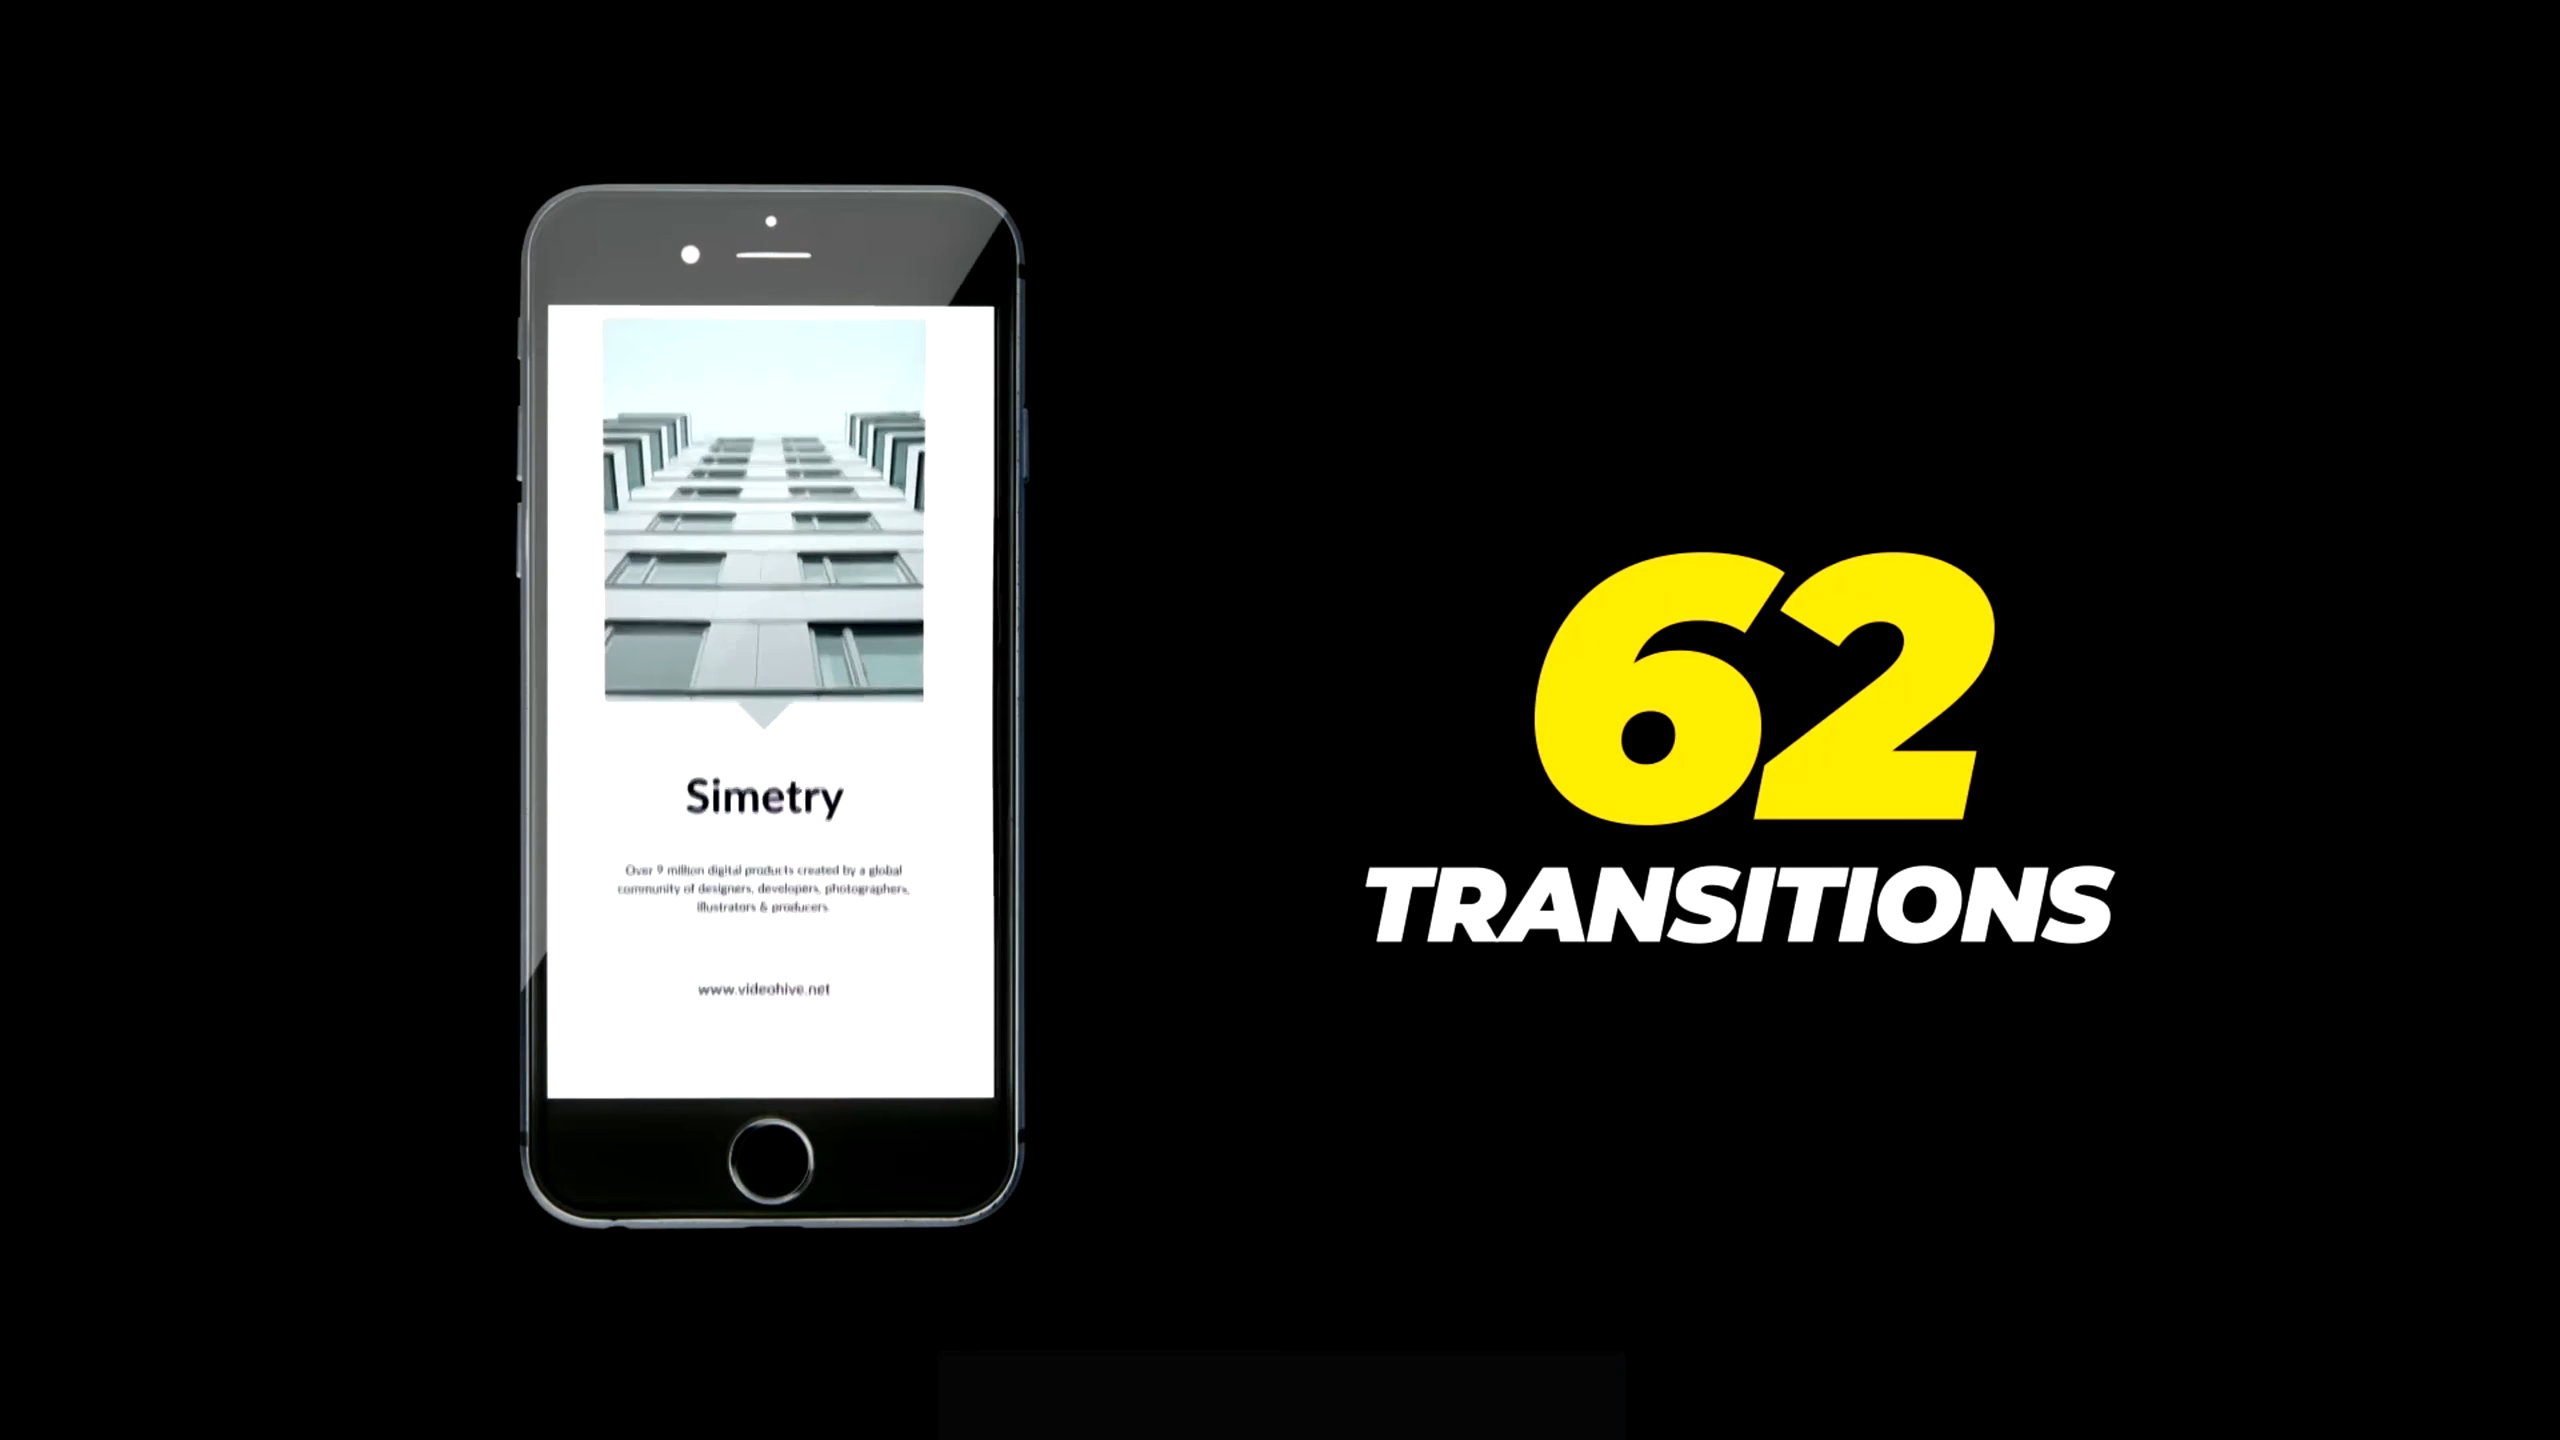 Simetry
Over 9 million digital products created by a global
community of designers, developers, photographers,
illustrators & producers.
www.videohive.net
62
TRANSITIONS